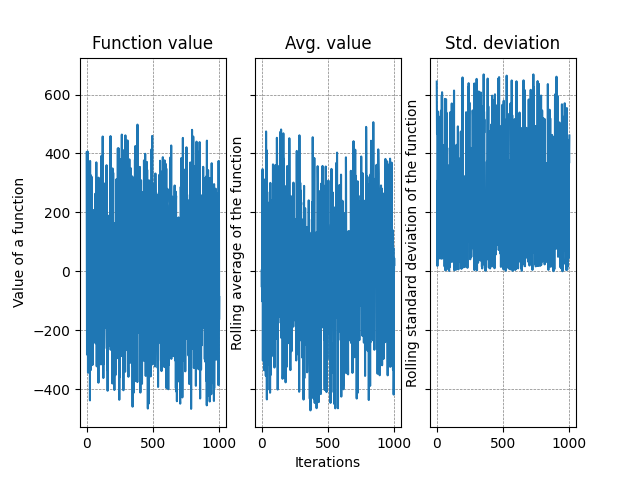 Function value
Avg. value
Std. deviation
Value of a function
Rolling average of the function
Rolling standard deviation of the function
600
400
200
0
−200
−400
0 500 1000
0 500 1000
0 500 1000
Iterations